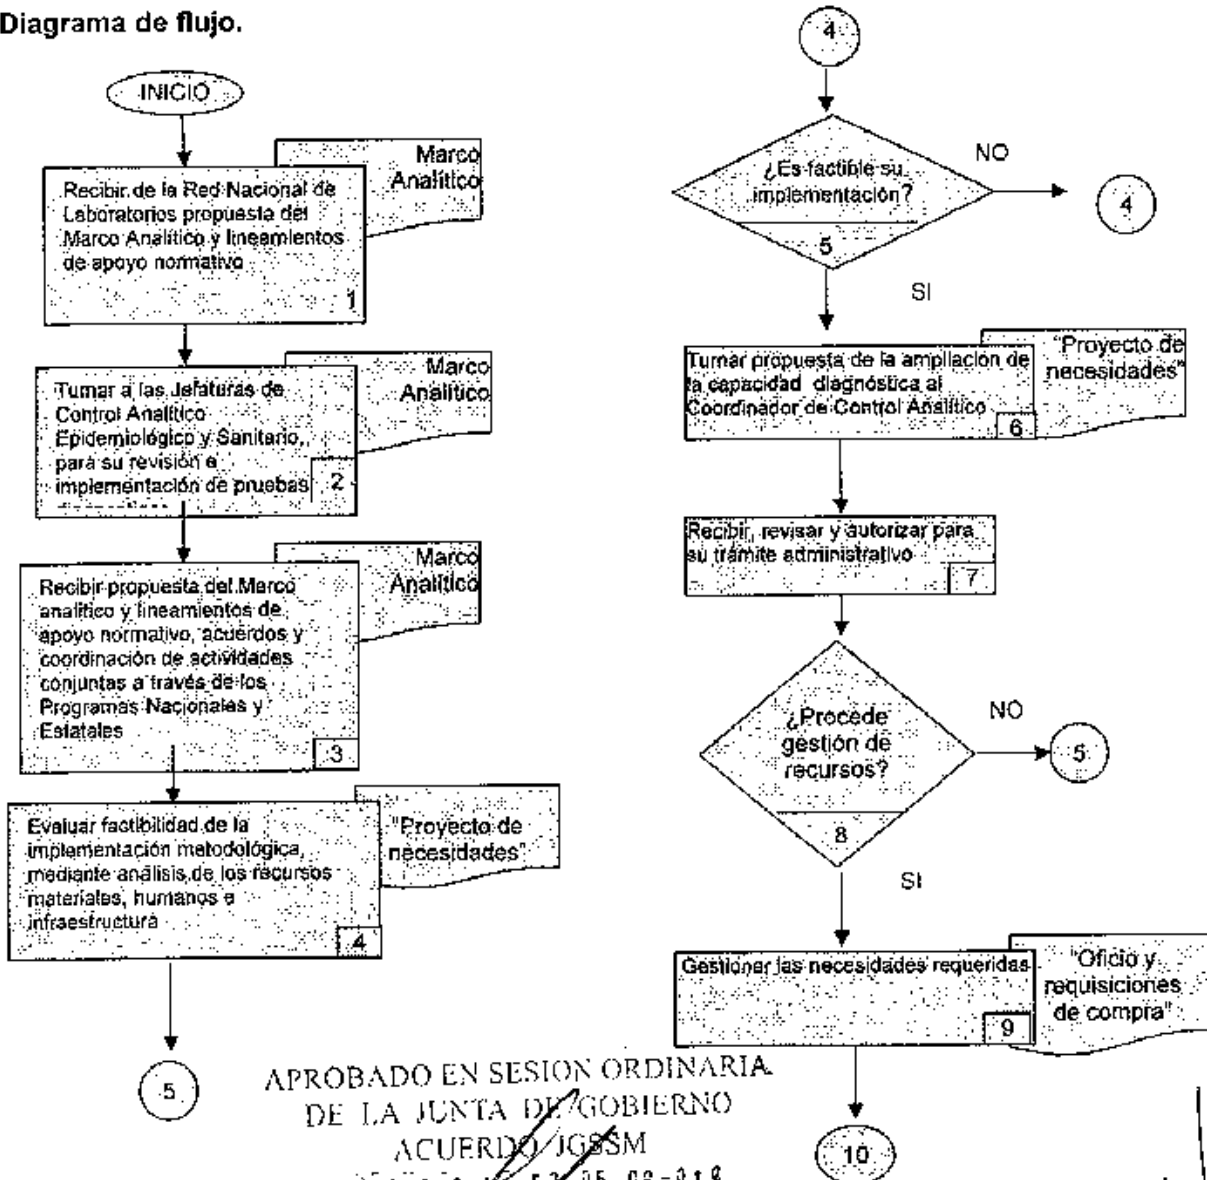 Diagrama de flujo.
INICIO
Marco
Analítico
Recibir de la Red Nacional de
Laboratorios propuesta del
Marco Analítico y lineamientos
de apoyo normativo
1
Marco
Analítico
Turnar a las Jefaturas de
Control Analítico
Epidemiológico y Sanitario,
para su revisión e
implementación de pruebas
2
Marco
Analítico
Recibir propuesta del Marco
analítico y lineamientos de
apoyo normativo, acuerdos y
coordinación de actividades
conjuntas a través de los
Programas Nacionales y
Estatales
3
Evaluar factibilidad de la
implementación metodológica,
mediante análisis de los recursos
materiales, humanos e
infraestructura
4
"Proyecto de
necesidades"
5
4
¿Es factible su
implementación?
5
NO
4
SI
Turnar propuesta de la ampliación de
la capacidad diagnóstica al
Coordinador de Control Analítico
6
"Proyecto de
necesidades"
Recibir, revisar y autorizar para
su trámite administrativo
7
¿Procede
gestión de
recursos?
8
NO
5
SI
Gestionar las necesidades requeridas
9
"Oficio y
requisiciones
de compra"
10
APROBADO EN SESION ORDINARIA
DE LA JUNTA DE GOBIERNO
ACUERDO JGSSM